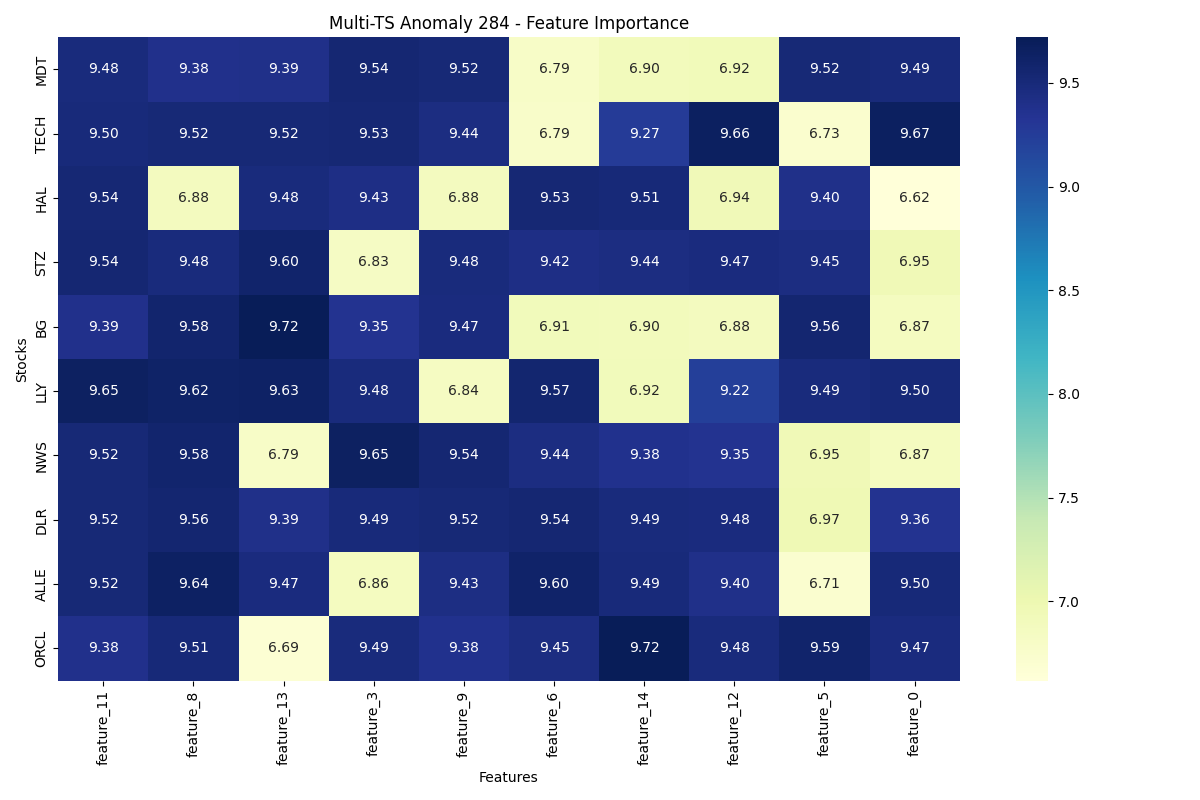 Multi-TS Anomaly 284 - Feature Importance
Stocks
MDT 9.48 9.38 9.39 9.54 9.52 6.79 6.90 6.92 9.52 9.49
TECH 9.50 9.52 9.52 9.53 9.44 6.79 9.27 9.66 6.73 9.67
HAL 9.54 6.88 9.48 9.43 6.88 9.53 9.51 6.94 9.40 6.62
STZ 9.54 9.48 9.60 6.83 9.48 9.42 9.44 9.47 9.45 6.95
BG 9.39 9.58 9.72 9.35 9.47 6.91 6.90 6.88 9.56 6.87
LLY 9.65 9.62 9.63 9.48 6.84 9.57 6.92 9.22 9.49 9.50
NWS 9.52 9.58 6.79 9.65 9.54 9.44 9.38 9.35 6.95 6.87
DLR 9.52 9.56 9.39 9.49 9.52 9.54 9.49 9.48 6.97 9.36
ALLE 9.52 9.64 9.47 6.86 9.43 9.60 9.49 9.40 6.71 9.50
ORCL 9.38 9.51 6.69 9.49 9.38 9.45 9.72 9.48 9.59 9.47
feature_11 feature_8 feature_13 feature_3 feature_9 feature_6 feature_14 feature_12 feature_5 feature_0
Features
9.5
9.0
8.5
8.0
7.5
7.0